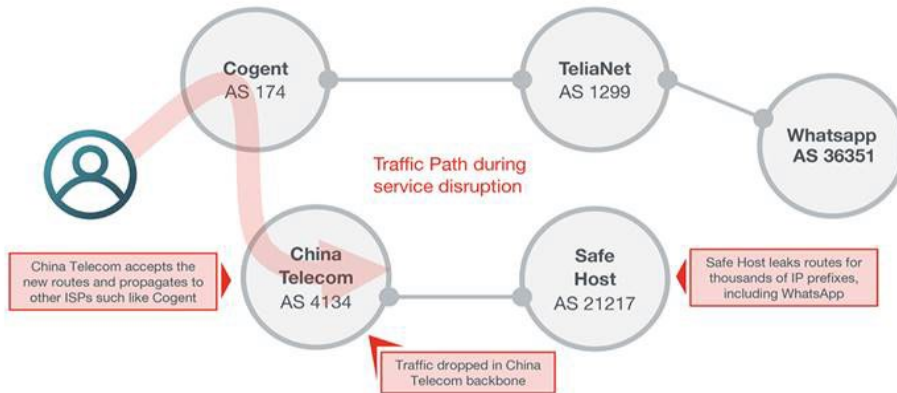 Cogent
AS 174
TeliaNet
AS 1299
Whatsapp
AS 36351
Traffic Path during
service disruption
China Telecom accepts the
new routes and propagates to
other ISPs such like Cogent
China
Telecom
AS 4134
Safe
Host
AS 21217
Safe Host leaks routes for
thousands of IP prefixes,
including WhatsApp
Traffic dropped in China
Telecom backbone